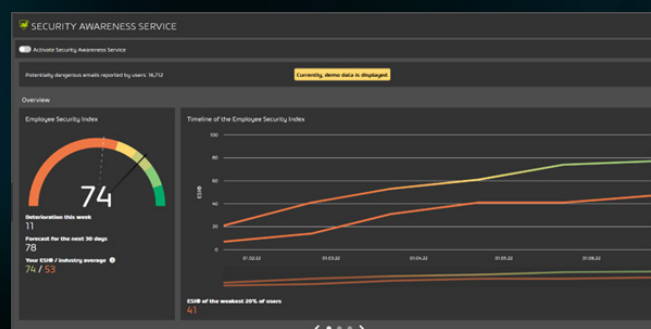 SECURITY AWARENESS SERVICE
Activate Security Awareness Service
Potentially dangerous emails reported by users: 16,712
Currently, demo data is displayed
Overview
Employee Security Index
74
Deterioration this week
11
Forecast for the next 30 days
78
Your ESI® / industry average
74 / 53
Timeline of the Employee Security Index
100
80
60
40
20
0
ESI®
01.02.22
01.03.22
01.04.22
01.05.22
01.06.22
ESI® of the weakest 20% of users
41